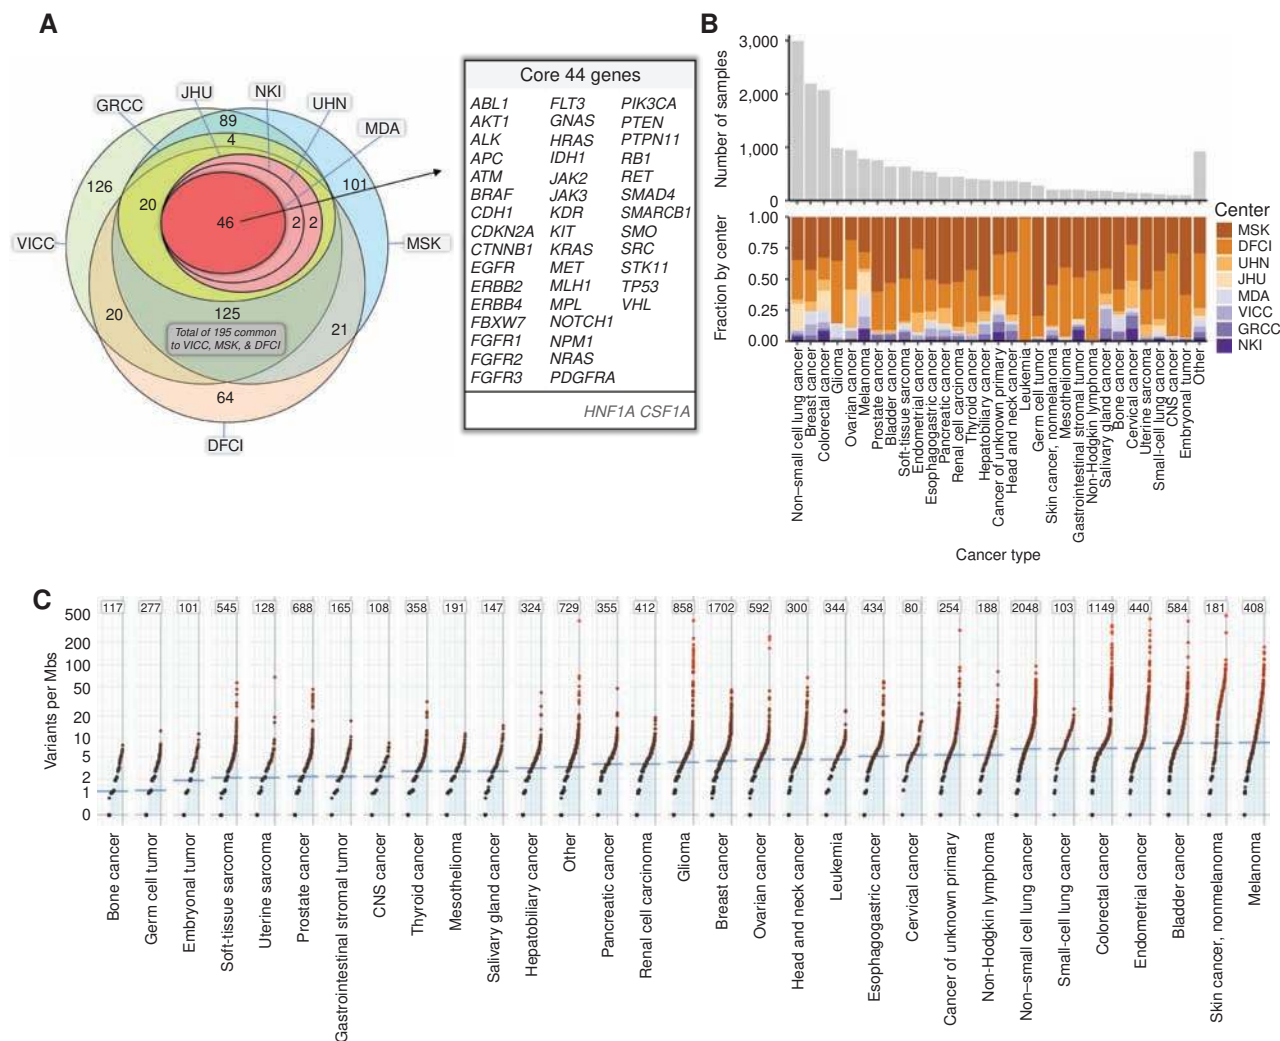 A
GRCC
JHU
NKI
UHN
MDA
VICC
MSK
DFCI
89
4
126
101
20
46
2
2
125
Total of 195 common
to VICC, MSK, & DFCI
20
21
64
Core 44 genes
ABL1 FLT3 PIK3CA
AKT1 GNAS PTEN
ALK HRAS PTPN11
APC IDH1 RB1
ATM JAK2 RET
BRAF JAK3 SMAD4
CDH1 KDR SMARCB1
CDKN2A KIT SMO
CTNNB1 KRAS SRC
EGFR MET STK11
ERBB2 MLH1 TP53
ERBB4 MPL VHL
FBXW7 NOTCH1
FGFR1 NPM1
FGFR2 NRAS
FGFR3 PDGFRA
HNF1A CSF1A
B
Number of samples
3,000
2,000
1,000
0
Fraction by center
1.00
0.75
0.50
0.25
0.00
Center
MSK
DFCI
UHN
JHU
MDA
VICC
GRCC
NKI
Non–small cell lung cancer
Breast cancer
Colorectal cancer
Glioma
Ovarian cancer
Melanoma
Prostate cancer
Bladder cancer
Soft-tissue sarcoma
Endometrial cancer
Esophagogastric cancer
Pancreatic cancer
Renal cell carcinoma
Thyroid cancer
Hepatobiliary cancer
Cancer of unknown primary
Head and neck cancer
Leukemia
Germ cell tumor
Skin cancer, nonmelanoma
Mesothelioma
Gastrointestinal stromal tumor
Non-Hodgkin lymphoma
Salivary gland cancer
Bone cancer
Cervical cancer
Uterine sarcoma
Small-cell lung cancer
CNS cancer
Embryonal tumor
Other
Cancer type
C
Variants per Mbs
500
200
100
50
20
10
5
2
1
0
117 277 101 545 128 688 165 108 358 191 147 324 729 355 412 858 1702 592 300 344 434 80 254 188 2048 103 1149 440 584 181 408
Bone cancer
Germ cell tumor
Embryonal tumor
Soft-tissue sarcoma
Uterine sarcoma
Prostate cancer
Gastrointestinal stromal tumor
CNS cancer
Thyroid cancer
Mesothelioma
Salivary gland cancer
Hepatobiliary cancer
Other
Pancreatic cancer
Renal cell carcinoma
Glioma
Breast cancer
Ovarian cancer
Head and neck cancer
Leukemia
Esophagogastric cancer
Cervical cancer
Cancer of unknown primary
Non-Hodgkin lymphoma
Non–small cell lung cancer
Small-cell lung cancer
Colorectal cancer
Endometrial cancer
Bladder cancer
Skin cancer, nonmelanoma
Melanoma